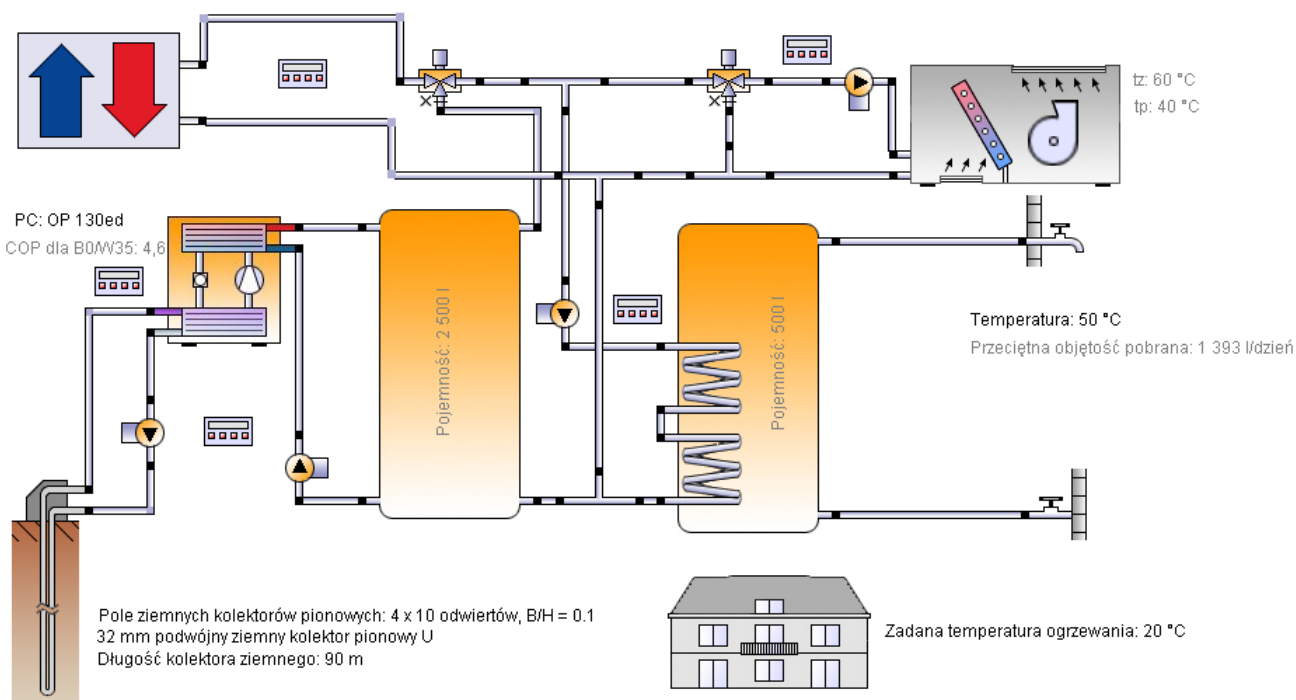 tz: 60 °C
tp: 40 °C
PC: OP 130ed
COP dla B0/W35: 4,6
Pojemność: 2 500 l
Pojemność: 500 l
Temperatura: 50 °C
Przeciętna objętość pobrana: 1 393 l/dzień
Pole ziemnych kolektorów pionowych: 4 x 10 odwiertów, B/H = 0.1
32 mm podwójny ziemny kolektor pionowy U
Długość kolektora ziemnego: 90 m
Zadana temperatura ogrzewania: 20 °C